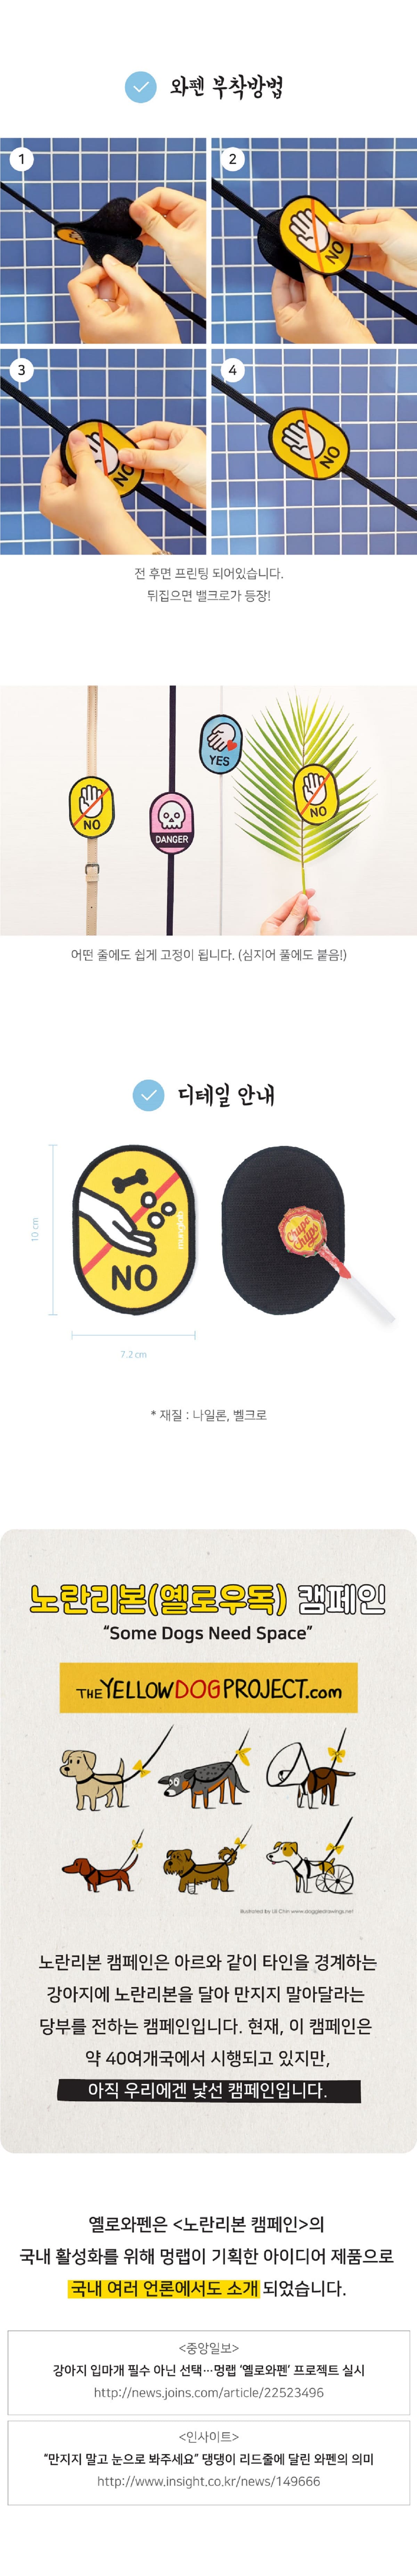 와펜 부착방법
1
2
NO
3
NO
4
NO
전 후면 프린팅 되어있습니다.
뒤집으면 밸크로가 등장!
NO
DANGER
YES
NO
어떤 줄에도 쉽게 고정이 됩니다. (심지어 풀에도 붙음!)
디테일 안내
10 cm
NO
munglab
Chupa Chups
7.2 cm
* 재질 : 나일론, 벨크로
노란리본(옐로우독) 캠페인
“Some Dogs Need Space”
THE YELLOW DOG PROJECT.com
Illustrated by Lili Chin www.doggiedrawings.net
노란리본 캠페인은 아르와 같이 타인을 경계하는
강아지에 노란리본을 달아 만지지 말아달라는
당부를 전하는 캠페인입니다. 현재, 이 캠페인은
약 40여개국에서 시행되고 있지만,
아직 우리에겐 낯선 캠페인입니다.
옐로와펜은 <노란리본 캠페인>의
국내 활성화를 위해 멍랩이 기획한 아이디어 제품으로
국내 여러 언론에서도 소개 되었습니다.
<중앙일보>
강아지 입마개 필수 아닌 선택…멍랩 ‘옐로와펜’ 프로젝트 실시
http://news.joins.com/article/22523496
<인사이트>
“만지지 말고 눈으로 봐주세요” 댕댕이 리드줄에 달린 와펜의 의미
http://www.insight.co.kr/news/149666